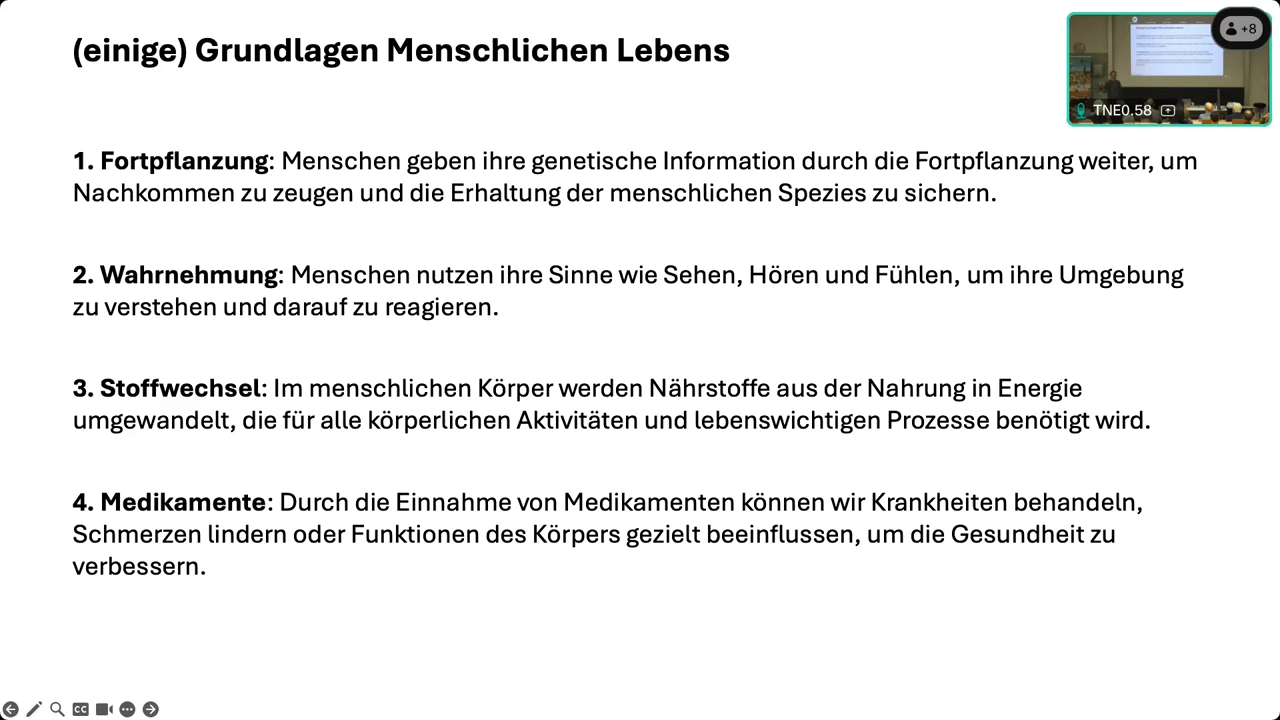 (einige) Grundlagen Menschlichen Lebens
+8
TNE0.58
1. Fortpflanzung: Menschen geben ihre genetische Information durch die Fortpflanzung weiter, um
Nachkommen zu zeugen und die Erhaltung der menschlichen Spezies zu sichern.
2. Wahrnehmung: Menschen nutzen ihre Sinne wie Sehen, Hören und Fühlen, um ihre Umgebung
zu verstehen und darauf zu reagieren.
3. Stoffwechsel: Im menschlichen Körper werden Nährstoffe aus der Nahrung in Energie
umgewandelt, die für alle körperlichen Aktivitäten und lebenswichtigen Prozesse benötigt wird.
4. Medikamente: Durch die Einnahme von Medikamenten können wir Krankheiten behandeln,
Schmerzen lindern oder Funktionen des Körpers gezielt beeinflussen, um die Gesundheit zu
verbessern.
CC